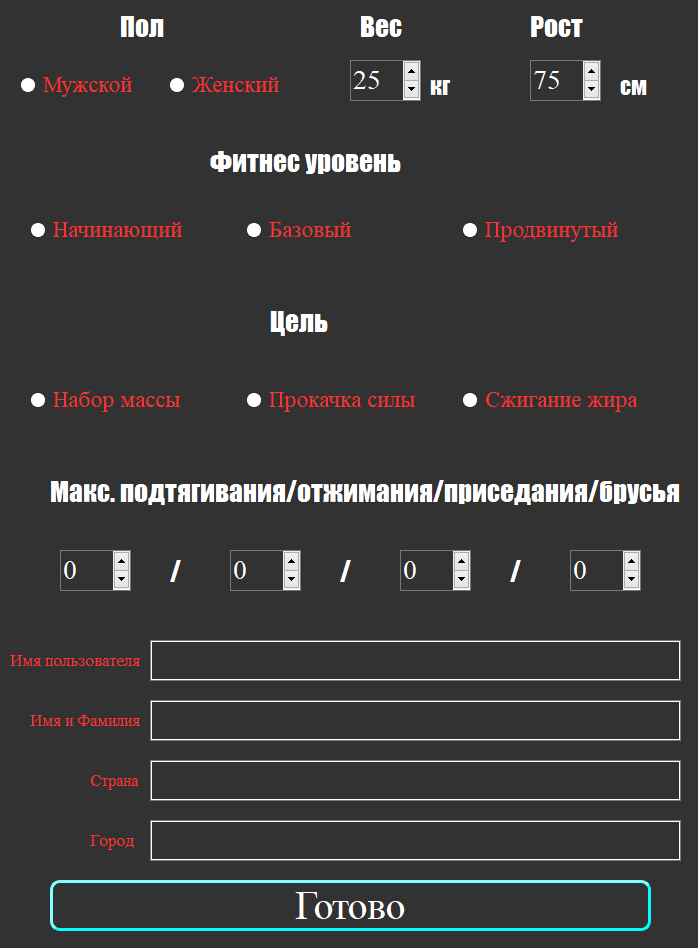 Пол Вес Рост
Мужской Женский 25 кг 75 см
Фитнес уровень
Начинающий Базовый Продвинутый
Цель
Набор массы Прокачка силы Сжигание жира
Макс. подтягивания/отжимания/приседания/брусья
0 / 0 / 0 / 0
Имя пользователя
Имя и Фамилия
Страна
Город
Готово